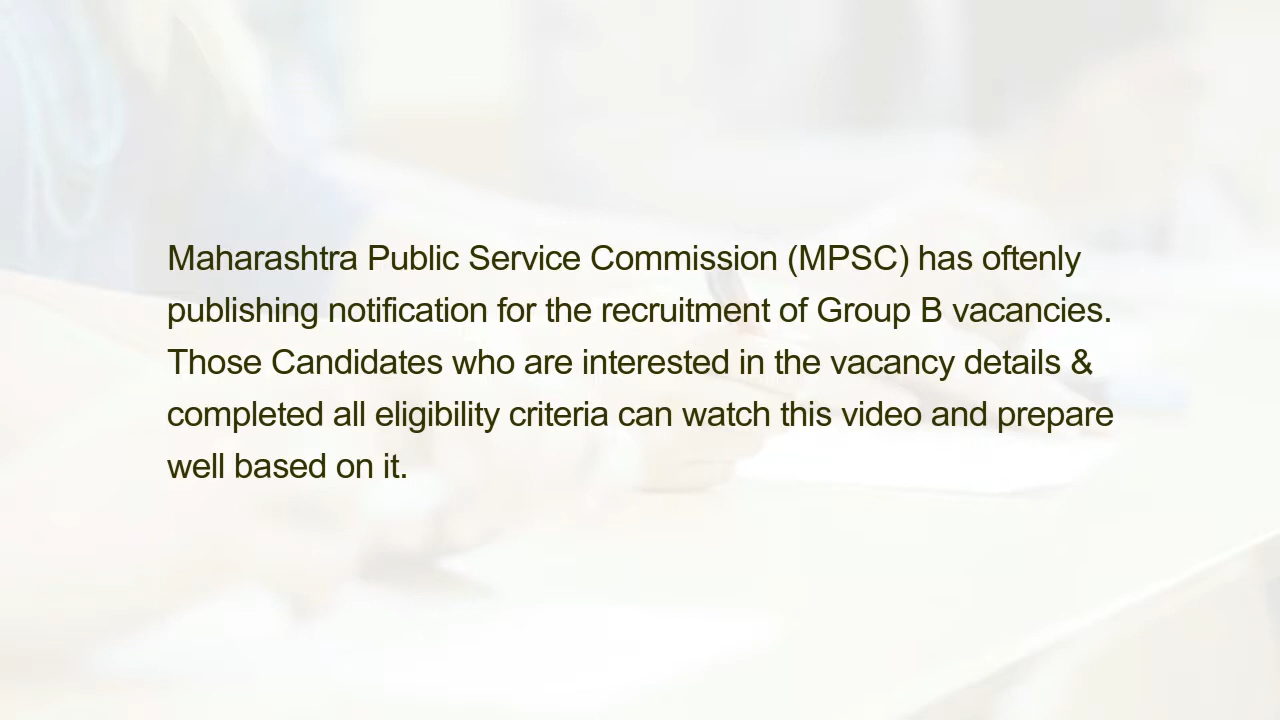 Maharashtra Public Service Commission (MPSC) has oftenly
publishing notification for the recruitment of Group B vacancies.
Those Candidates who are interested in the vacancy details &
completed all eligibility criteria can watch this video and prepare
well based on it.